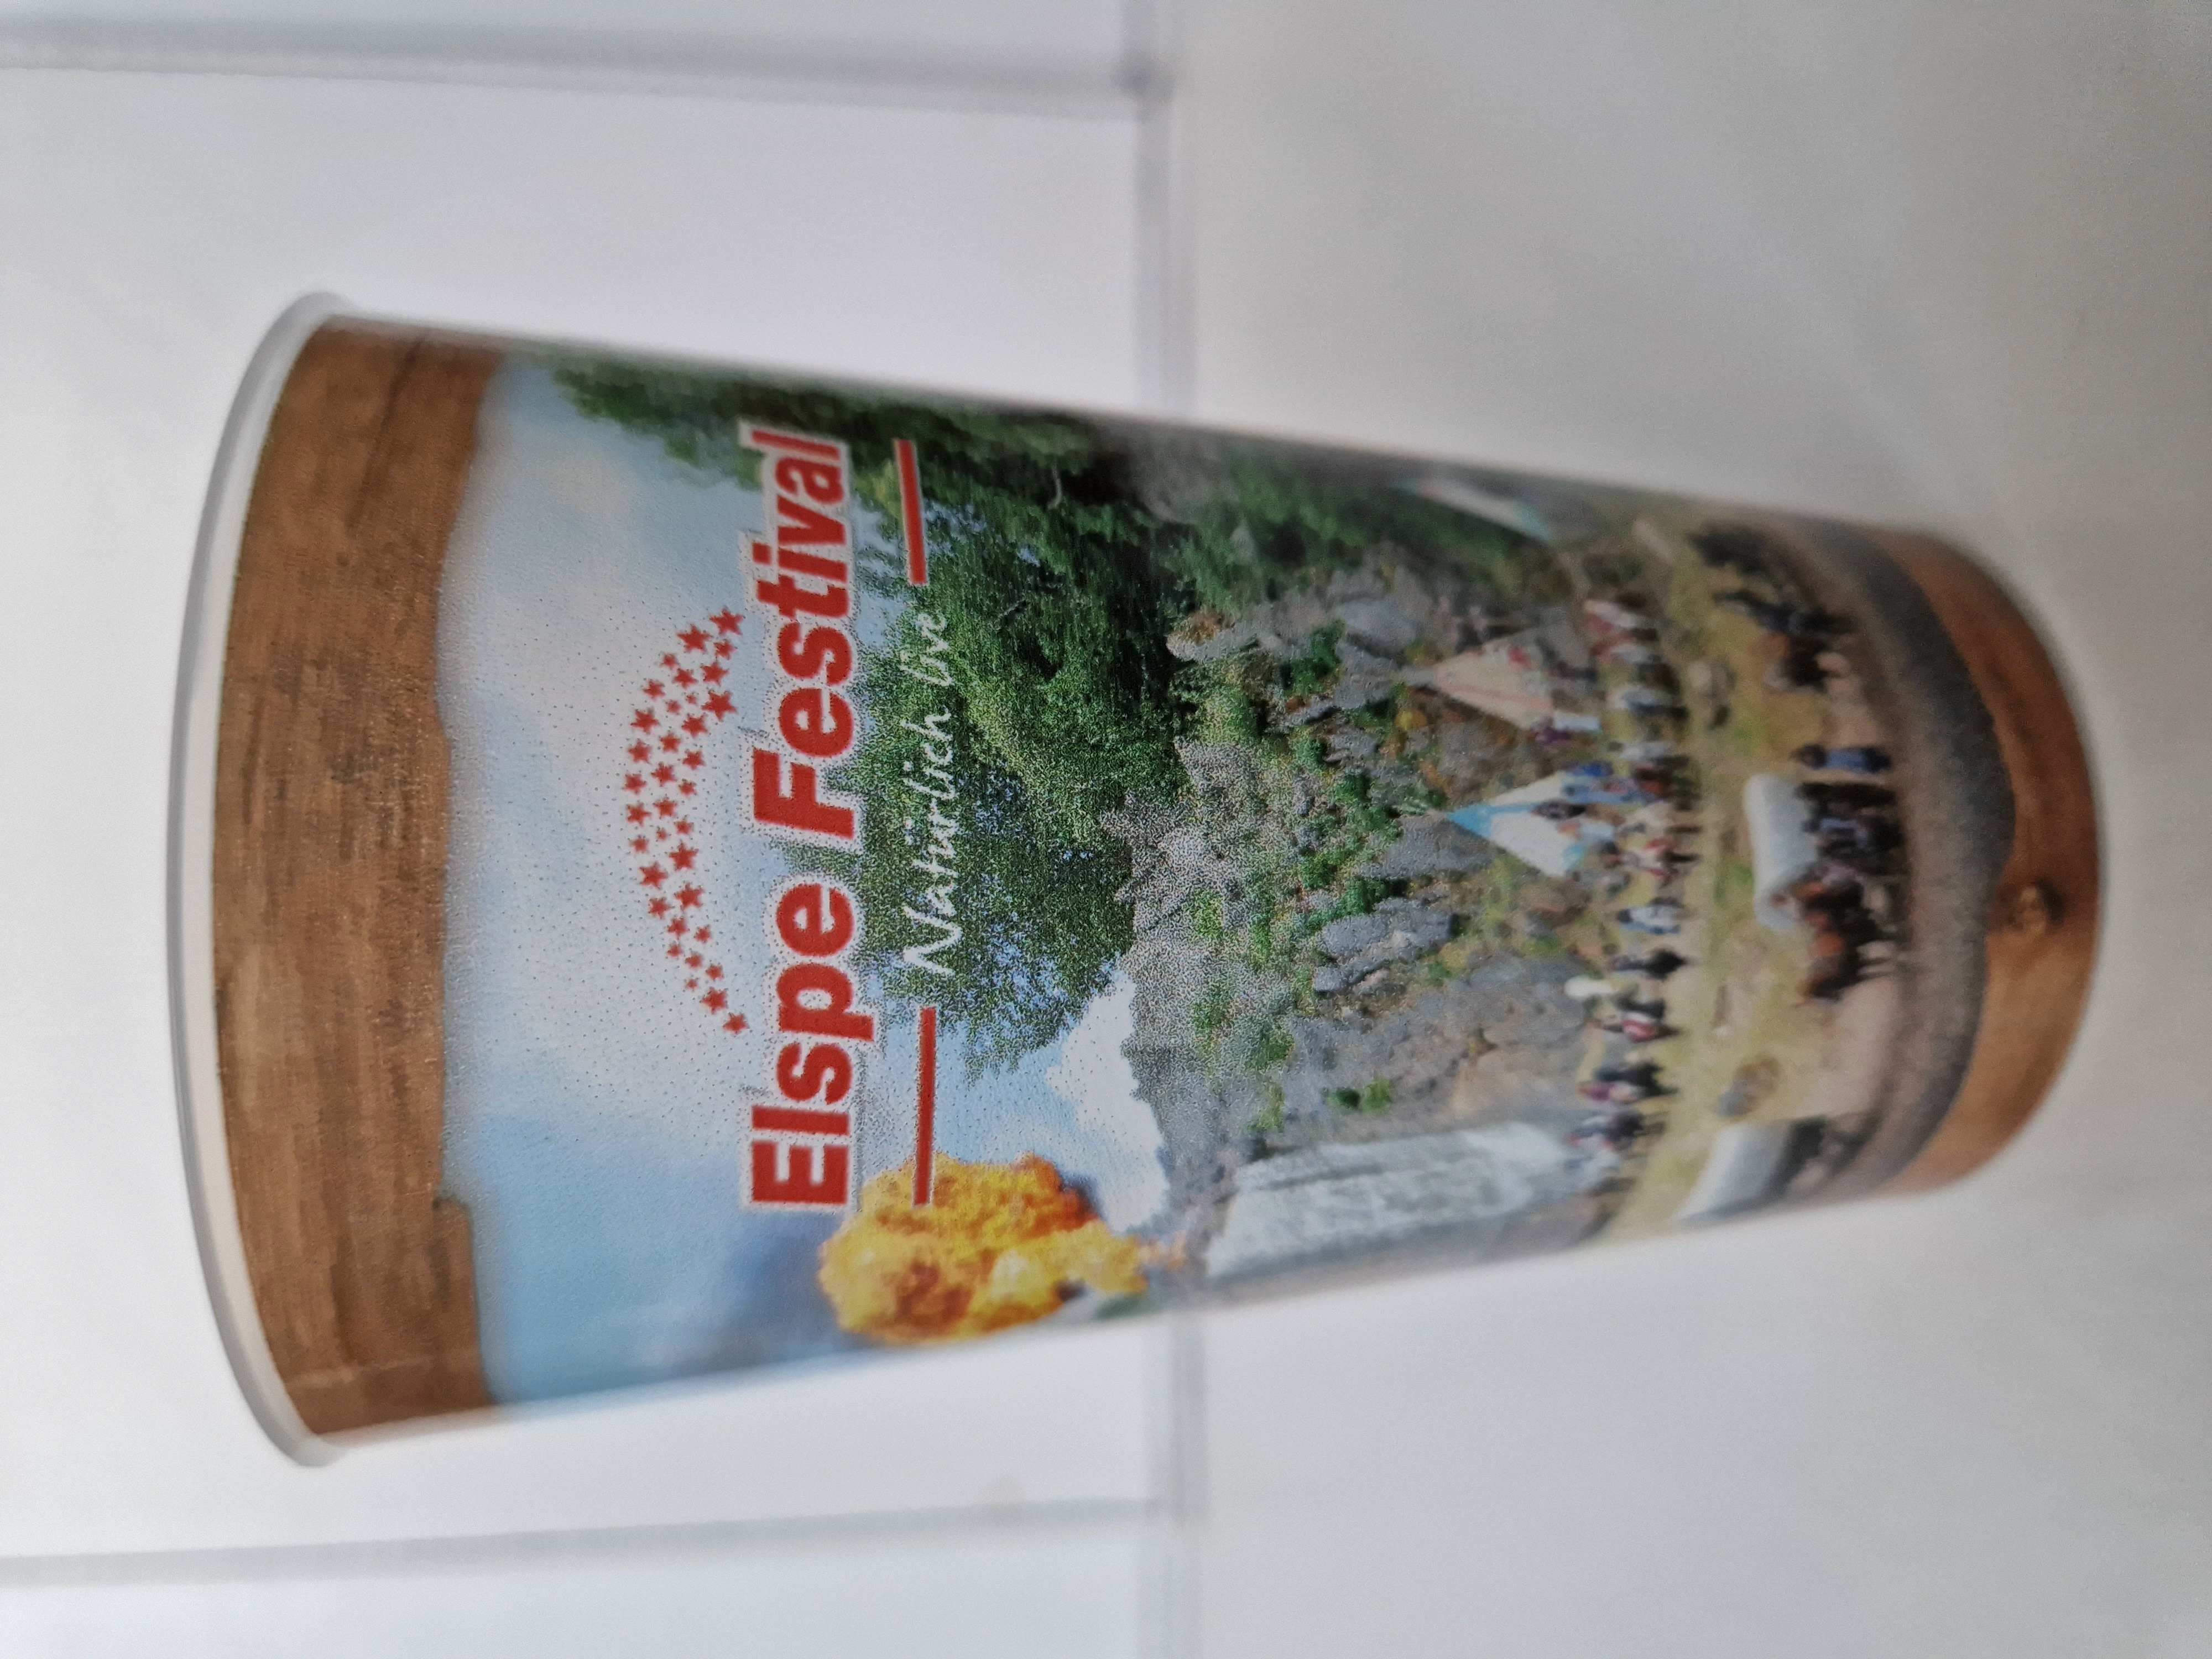 Elspe Festival
Natürlich live